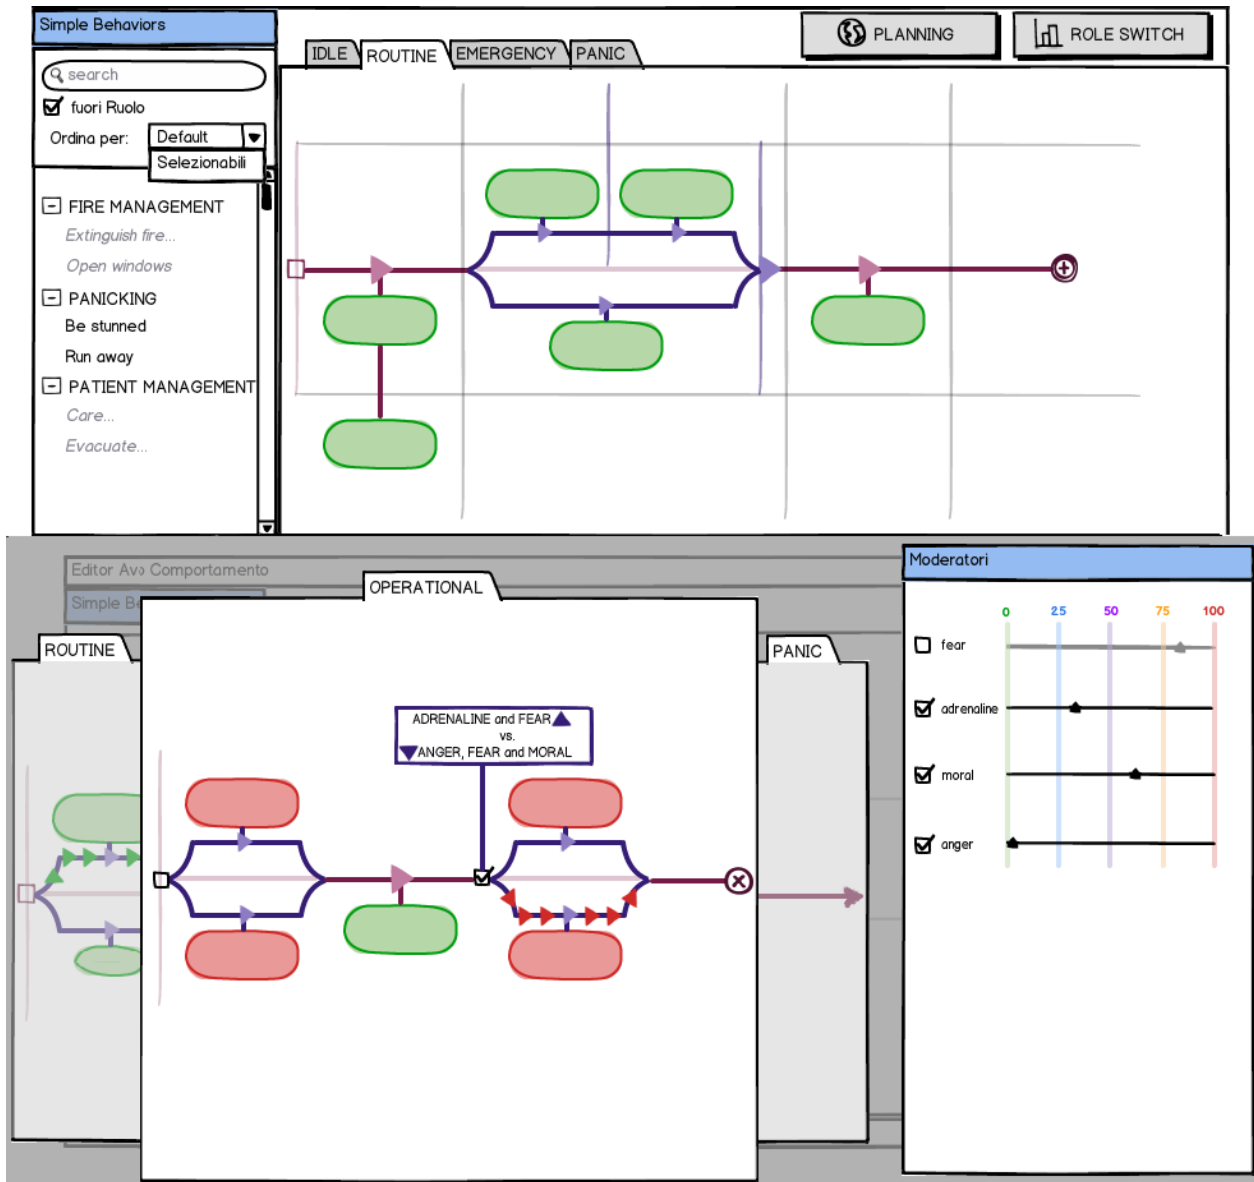 Simple Behaviors
PLANNING
ROLE SWITCH
IDLE
ROUTINE
EMERGENCY
PANIC
search
fuori Ruolo
Ordina per:
Default
Selezionabili
FIRE MANAGEMENT
Extinguish fire...
Open windows
PANICKING
Be stunned
Run away
PATIENT MANAGEMENT
Care...
Evacuate...
Comportamento
Simple Be
OPERATIONAL
ROUTINE
PANIC
ADRENALINE and FEAR
vs.
ANGER, FEAR and MORAL
Moderatori
0 25 50 75 100
fear
adrenaline
moral
anger